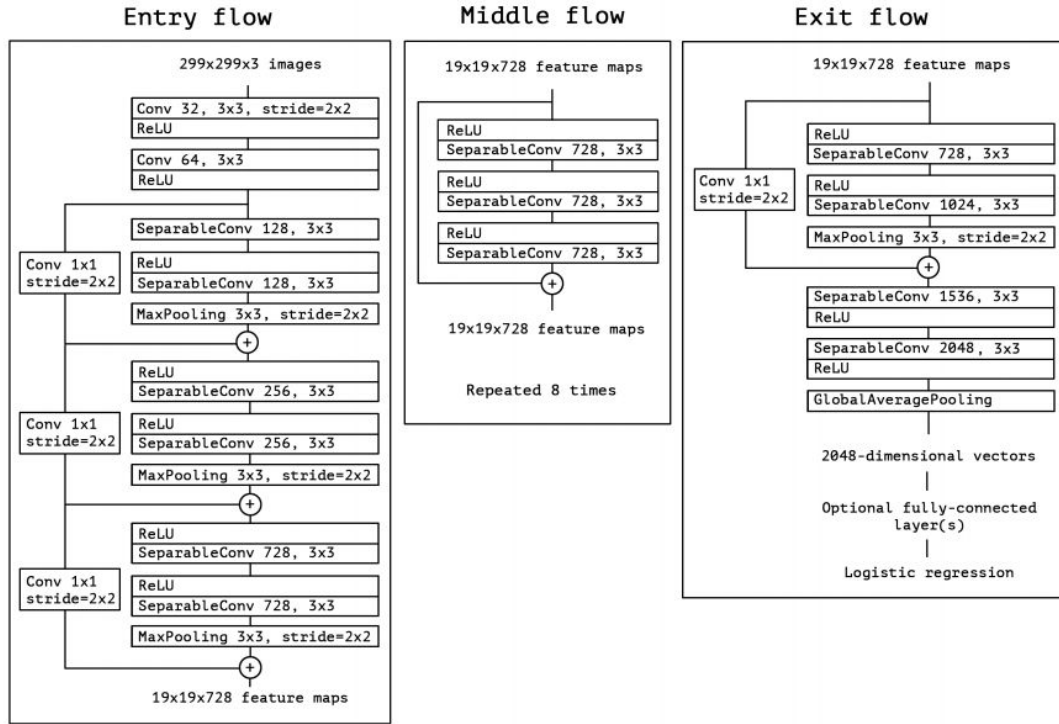 Entry flow
299x299x3 images
Conv 32, 3x3, stride=2x2
ReLU
Conv 64, 3x3
ReLU
SeparableConv 128, 3x3
Conv 1x1
stride=2x2
ReLU
SeparableConv 128, 3x3
MaxPooling 3x3, stride=2x2
+
ReLU
SeparableConv 256, 3x3
Conv 1x1
stride=2x2
ReLU
SeparableConv 256, 3x3
MaxPooling 3x3, stride=2x2
+
ReLU
SeparableConv 728, 3x3
Conv 1x1
stride=2x2
ReLU
SeparableConv 728, 3x3
MaxPooling 3x3, stride=2x2
+
19x19x728 feature maps
Middle flow
19x19x728 feature maps
ReLU
SeparableConv 728, 3x3
ReLU
SeparableConv 728, 3x3
ReLU
SeparableConv 728, 3x3
+
19x19x728 feature maps
Repeated 8 times
Exit flow
19x19x728 feature maps
ReLU
SeparableConv 728, 3x3
Conv 1x1
stride=2x2
ReLU
SeparableConv 1024, 3x3
MaxPooling 3x3, stride=2x2
+
SeparableConv 1536, 3x3
ReLU
SeparableConv 2048, 3x3
ReLU
GlobalAveragePooling
2048-dimensional vectors
Optional fully-connected
layer(s)
Logistic regression